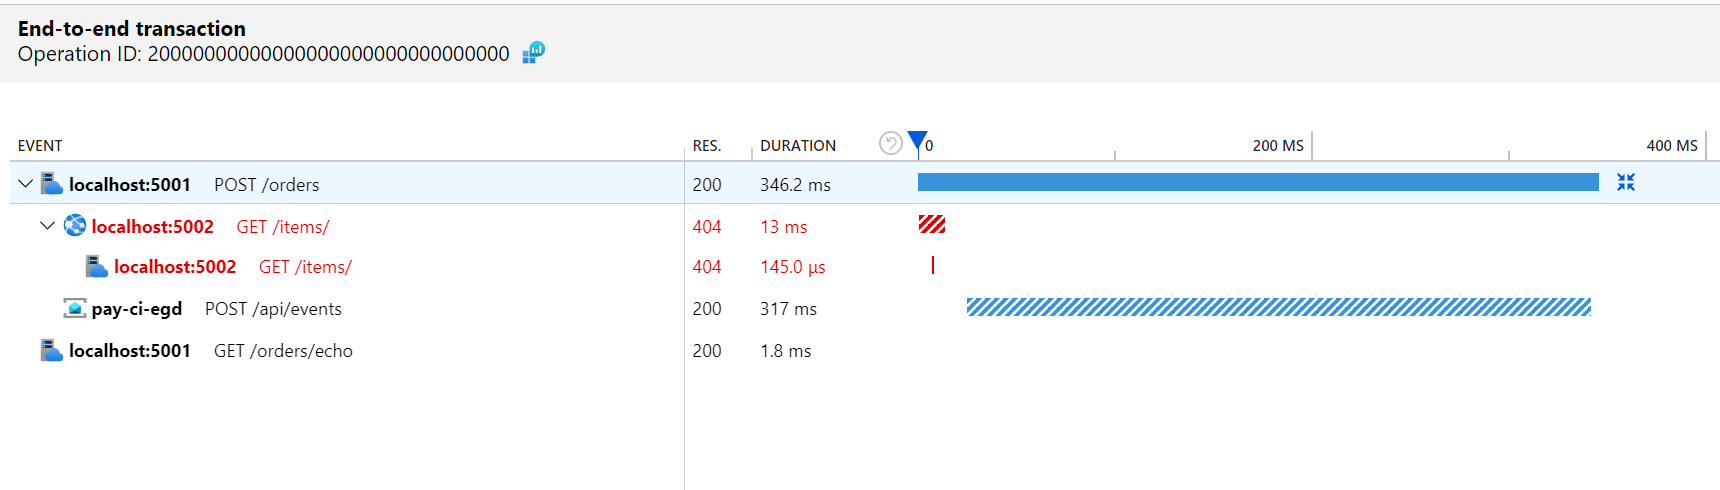 End-to-end transaction
Operation ID: 20000000000000000000000000000000
EVENT RES. DURATION 0 200 MS 400 MS
localhost:5001 POST /orders 200 346.2 ms
localhost:5002 GET /items/ 404 13 ms
localhost:5002 GET /items/ 404 145.0 µs
pay-ci-egd POST /api/events 200 317 ms
localhost:5001 GET /orders/echo 200 1.8 ms